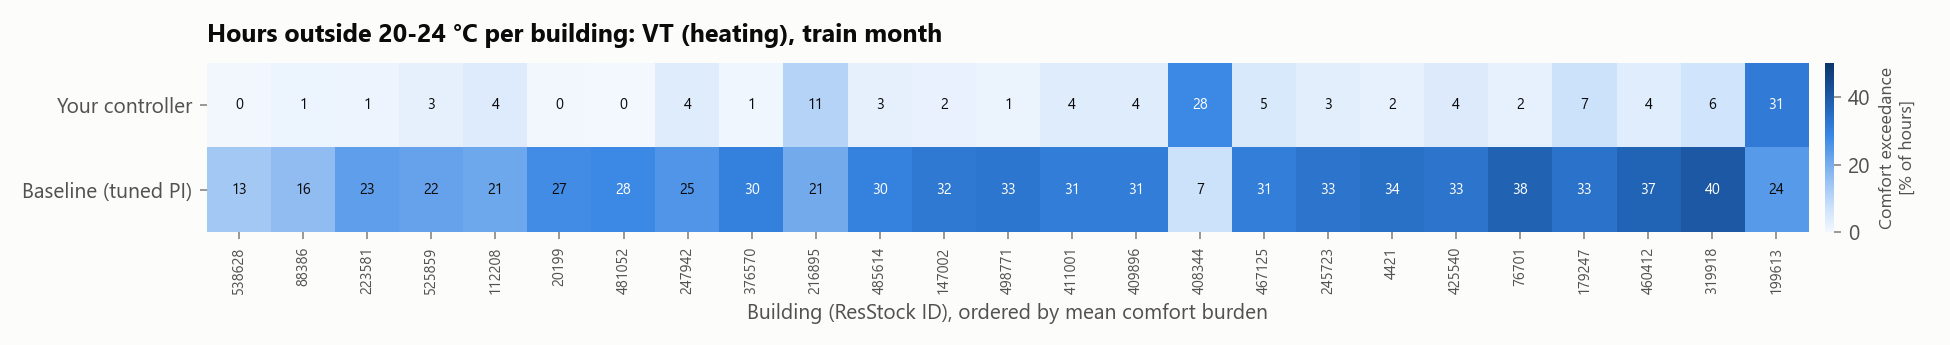 Hours outside 20-24 °C per building: VT (heating), train month
Your controller 0 1 1 3 4 0 0 4 1 11 3 2 1 4 4 28 5 3 2 4 2 7 4 6 31
Baseline (tuned PI) 13 16 23 22 21 27 28 25 30 21 30 32 33 31 31 7 31 33 34 33 38 33 37 40 24
538628 88386 223581 525859 112208 20199 481052 247942 376570 216895 485614 147002 498771 411001 409896 408344 467125 245723 4421 425540 76701 179247 460412 319918 199613
Building (ResStock ID), ordered by mean comfort burden
40
20
0
Comfort exceedance
[% of hours]